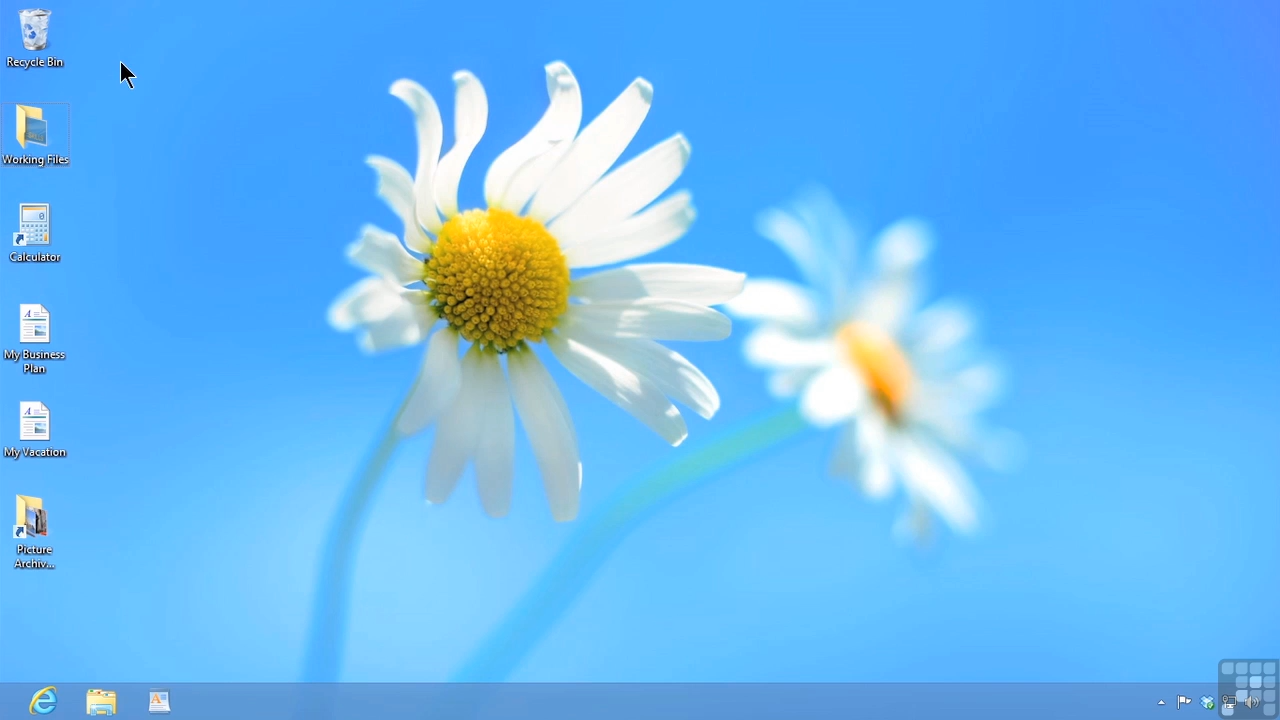 Recycle Bin
Working Files
Calculator
My Business
Plan
My Vacation
Picture
Archiv...